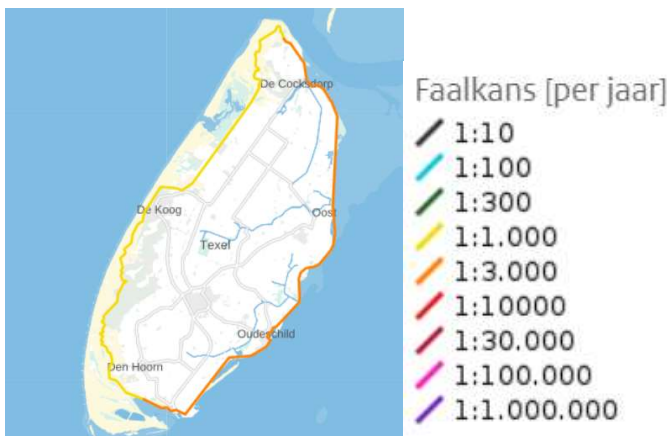 De Cocksdorp
De Koog
Oost
Texel
Oudeschild
Den Hoorn
Faalkans [per jaar]
1:10
1:100
1:300
1:1.000
1:3.000
1:10000
1:30.000
1:100.000
1:1.000.000